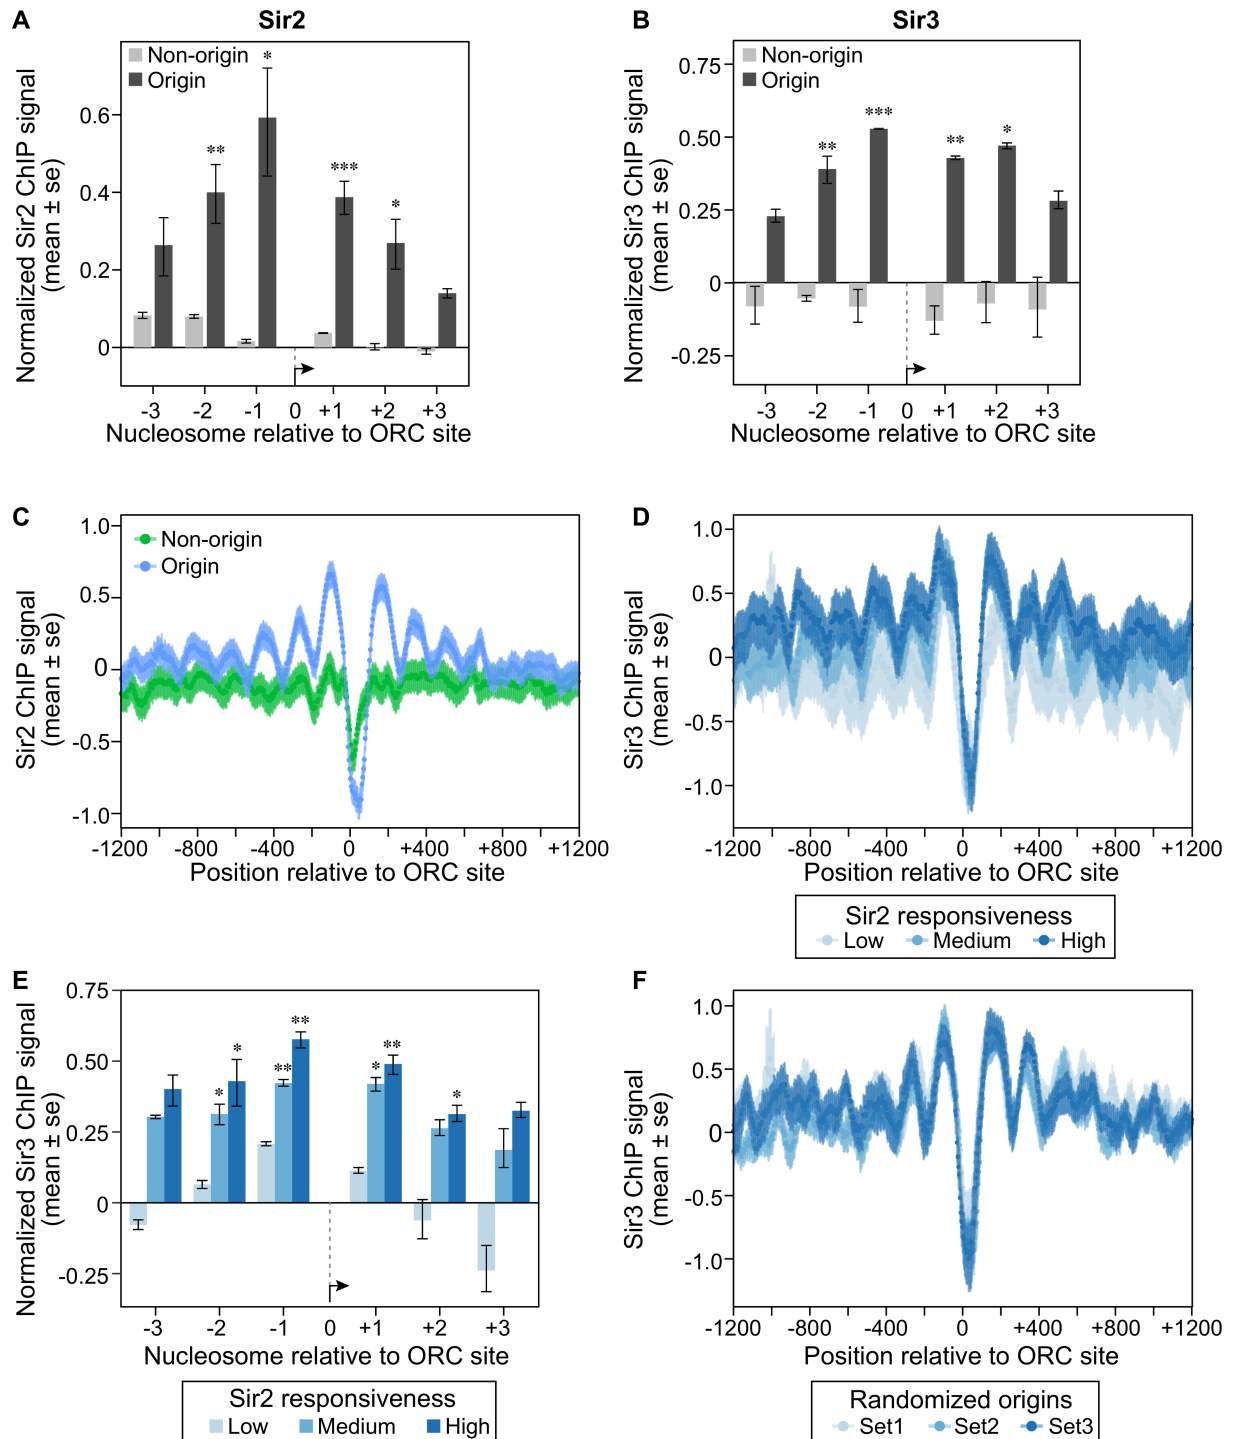 A
Sir2
Normalized Sir2 ChIP signal
(mean ± se)
Non-origin
Origin
0.6
0.4
0.2
0
*
**
***
*
-3 -2 -1 0 +1 +2 +3
Nucleosome relative to ORC site
B
Sir3
Normalized Sir3 ChIP signal
(mean ± se)
Non-origin
Origin
0.75
0.50
0.25
0
-0.25
**
***
**
*
-3 -2 -1 0 +1 +2 +3
Nucleosome relative to ORC site
C
Sir2 ChIP signal
(mean ± se)
Non-origin
Origin
1.0
0.5
0
-0.5
-1.0
-1200 -800 -400 0 +400 +800 +1200
Position relative to ORC site
D
Sir3 ChIP signal
(mean ± se)
1.0
0.5
0
-0.5
-1.0
-1200 -800 -400 0 +400 +800 +1200
Position relative to ORC site
Sir2 responsiveness
Low Medium High
E
Normalized Sir3 ChIP signal
(mean ± se)
0.75
0.50
0.25
0
-0.25
* *
** **
* **
*
-3 -2 -1 0 +1 +2 +3
Nucleosome relative to ORC site
Sir2 responsiveness
Low Medium High
F
Sir3 ChIP signal
(mean ± se)
1.0
0.5
0
-0.5
-1.0
-1200 -800 -400 0 +400 +800 +1200
Position relative to ORC site
Randomized origins
Set1 Set2 Set3